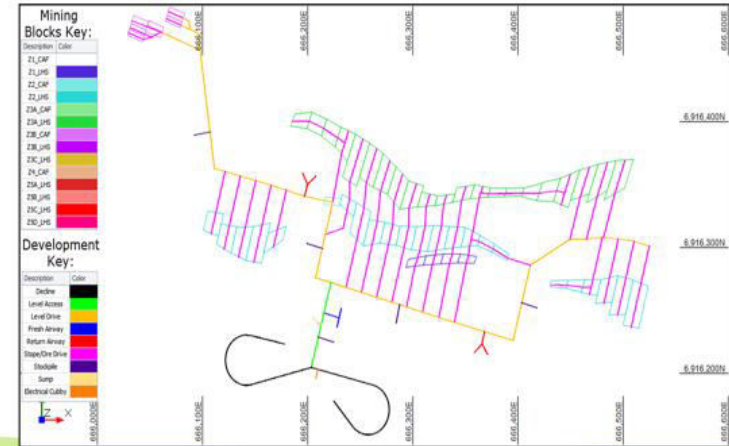 Mining
Blocks Key:
Description Color
Z1_CAF
Z1_LHS
Z2_CAF
Z2_LHS
Z3A_CAF
Z3A_LHS
Z3B_CAF
Z3B_LHS
Z3C_LHS
Z4_CAF
Z5A_LHS
Z5B_LHS
Z5C_LHS
Z5D_LHS
Development
Key:
Description Color
Decline
Level Access
Level Drive
Fresh Airway
Return Airway
Stope/Ore Drive
Stockpile
Sump
Electrical Cubby
Z X
666,000E
666,100E
666,200E
666,300E
666,400E
666,500E
666,100E
666,200E
666,300E
666,400E
666,500E
666,600E
6,916,400N
6,916,300N
6,916,200N